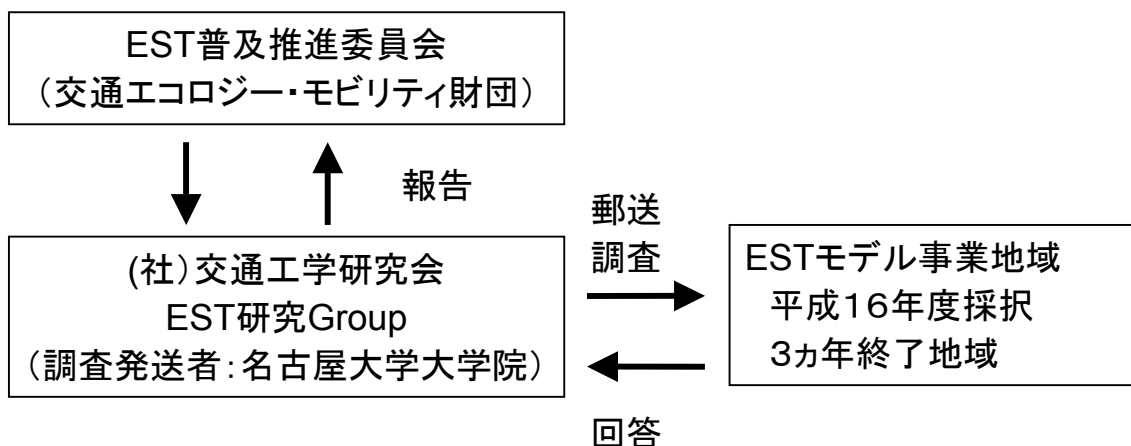 EST普及推進委員会
（交通エコロジー・モビリティ財団）
報告
(社)交通工学研究会
EST研究Group
（調査発送者：名古屋大学大学院）
郵送
調査
ESTモデル事業地域
平成１６年度採択
３ヵ年終了地域
回答